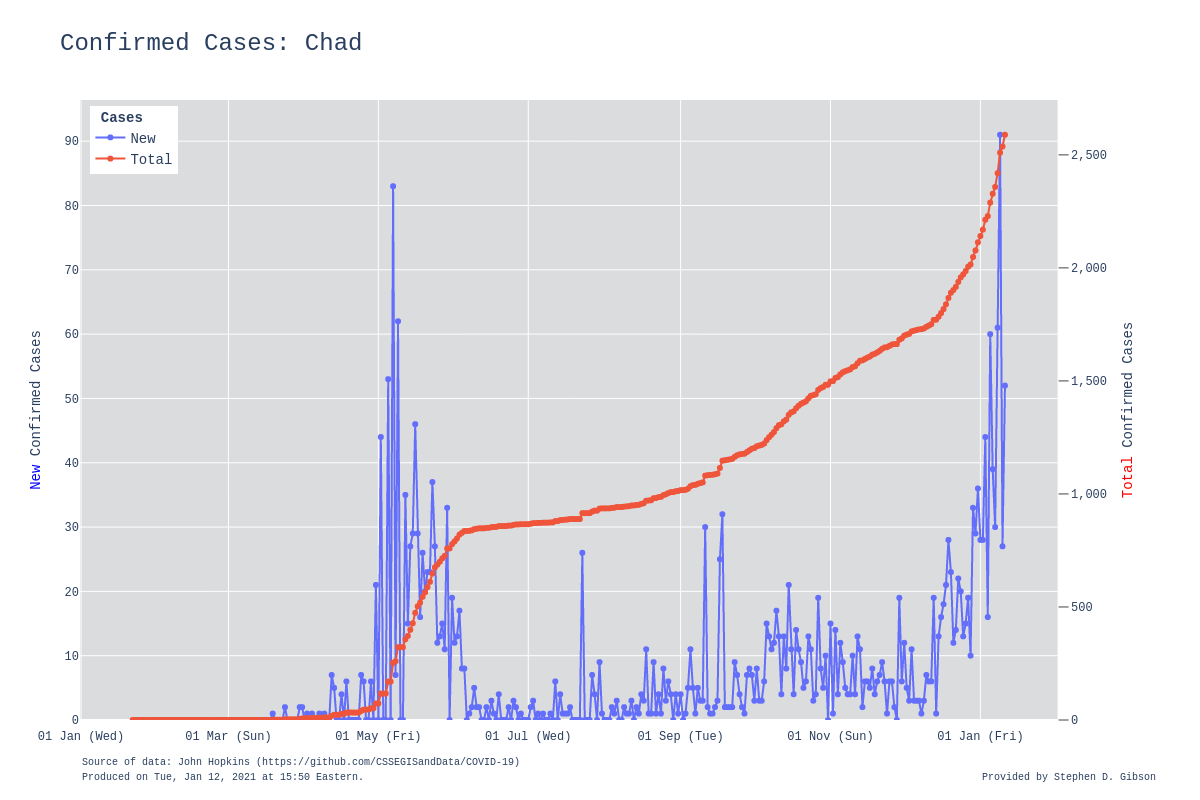 Confirmed Cases: Chad
Cases
New
Total
90
80
70
60
50
40
30
20
10
0
New Confirmed Cases
2,500
2,000
1,500
1,000
500
0
Total Confirmed Cases
01 Jan (Wed) 01 Mar (Sun) 01 May (Fri) 01 Jul (Wed) 01 Sep (Tue) 01 Nov (Sun) 01 Jan (Fri)
Source of data: John Hopkins (https://github.com/CSSEGISandData/COVID-19)
Produced on Tue, Jan 12, 2021 at 15:50 Eastern.
Provided by Stephen D. Gibson